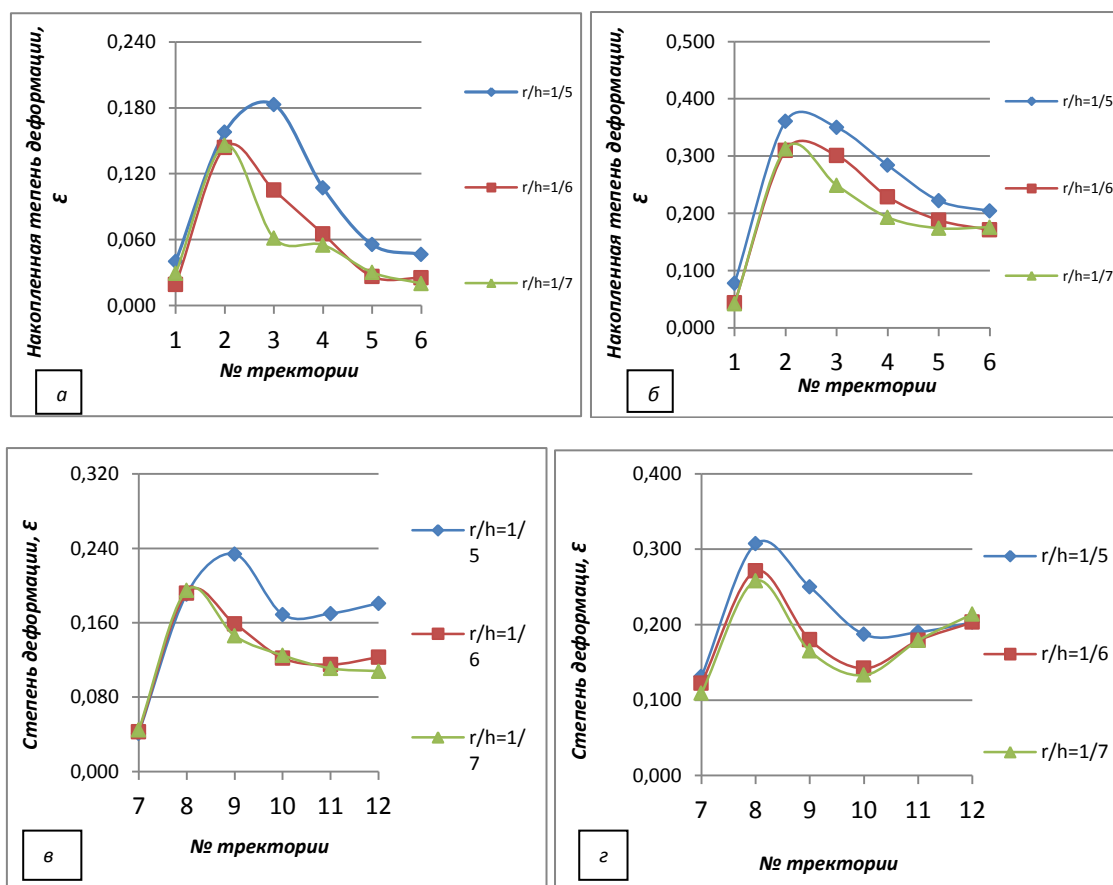 Накопленная тепень деформации,
ε
0,240
0,180
0,120
0,060
0,000
1 2 3 4 5 6
№ тректории
r/h=1/5
r/h=1/6
r/h=1/7
а
Накопленная тепень деформации,
ε
0,500
0,400
0,300
0,200
0,100
0,000
1 2 3 4 5 6
№ тректории
r/h=1/5
r/h=1/6
r/h=1/7
б
Степень деформации, ε
0,320
0,240
0,160
0,080
0,000
7 8 9 10 11 12
№ тректории
r/h=1/
5
r/h=1/
6
r/h=1/
7
в
Степень деформаци, ε
0,400
0,300
0,200
0,100
0,000
7 8 9 10 11 12
№ тректории
r/h=1/5
r/h=1/6
r/h=1/7
г